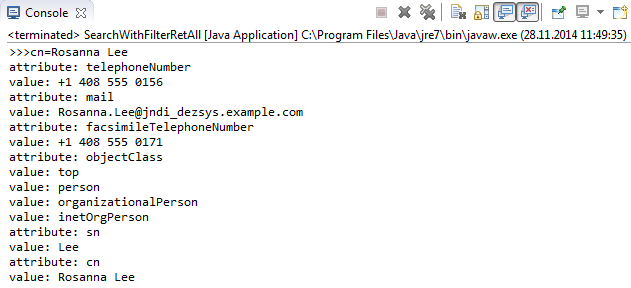 Console
<terminated> SearchWithFilterRetAll [Java Application] C:\Program Files\Java\jre7\bin\javaw.exe (28.11.2014 11:49:35)
>>>cn=Rosanna Lee
attribute: telephoneNumber
value: +1 408 555 0156
attribute: mail
value: Rosanna.Lee@jndi_dezsys.example.com
attribute: facsimileTelephoneNumber
value: +1 408 555 0171
attribute: objectClass
value: top
value: person
value: organizationalPerson
value: inetOrgPerson
attribute: sn
value: Lee
attribute: cn
value: Rosanna Lee